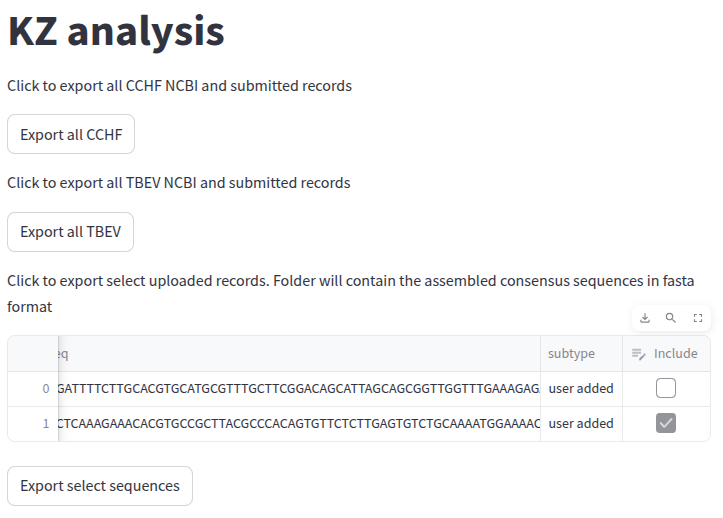 KZ analysis
Click to export all CCHF NCBI and submitted records
Export all CCHF
Click to export all TBEV NCBI and submitted records
Export all TBEV
Click to export select uploaded records. Folder will contain the assembled consensus sequences in fasta
format
eq subtype Include
0 GATTTTCTTGCACGTGCATGCGTTTGCTTCGGACAGCATTAGCAGCGGTTGGTTTGAAAGAG user added
1 CTCAAAGAAACACGTGCCGCTTACGCCCACAGTGTTCTCTTGAGTGTCTGCAAAATGGAAAAC user added
Export select sequences